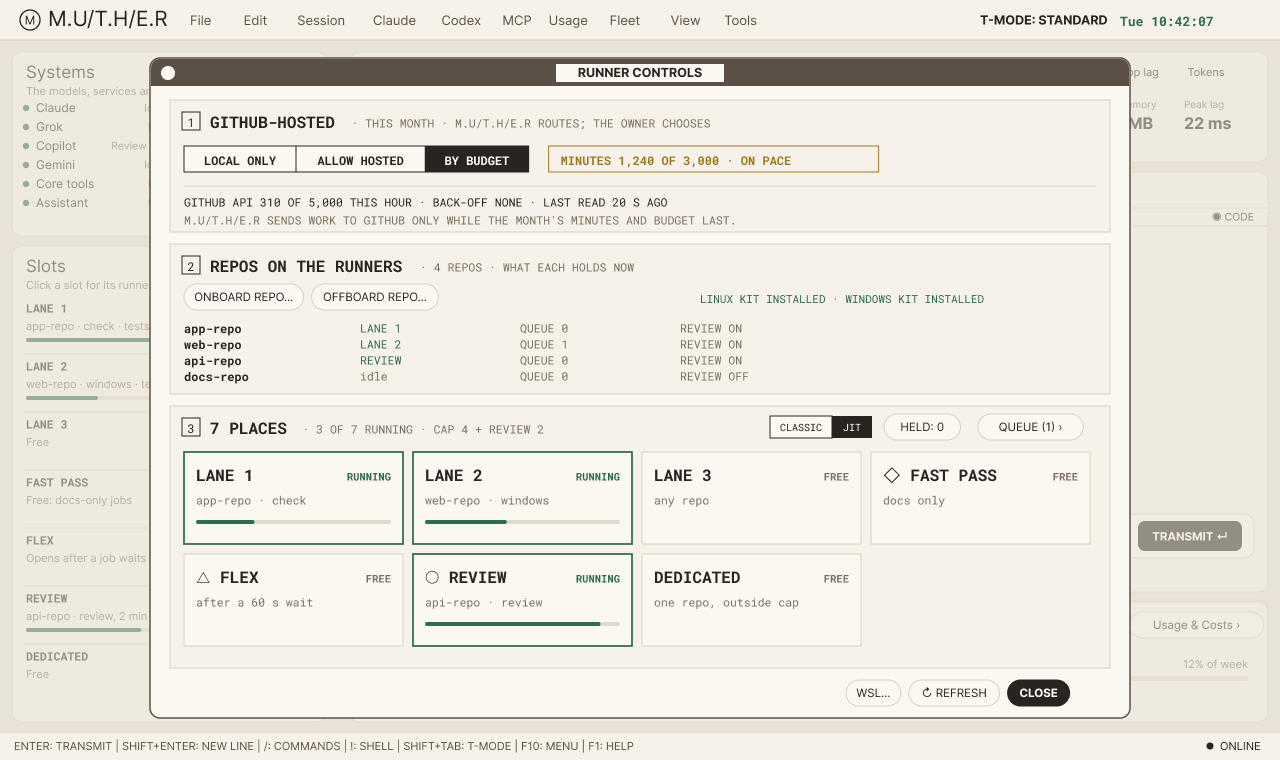 M M.U/T.H/E.R File Edit Session Claude Codex MCP Usage Fleet View Tools T-MODE: STANDARD Tue 10:42:07
RUNNER CONTROLS
Systems
The models, services
Claude
Grok
Copilot Review
Gemini
Core tools
Assistant
Slots
Click a slot for its
LANE 1
app-repo · check · tests
LANE 2
web-repo · windows ·
LANE 3
Free
FAST PASS
Free: docs-only jobs
FLEX
Opens after a job waits
REVIEW
api-repo · review, 2 min
DEDICATED
Free
1 GITHUB-HOSTED · THIS MONTH · M.U/T.H/E.R ROUTES; THE OWNER CHOOSES
LOCAL ONLY ALLOW HOSTED BY BUDGET MINUTES 1,240 OF 3,000 · ON PACE
GITHUB API 310 OF 5,000 THIS HOUR · BACK-OFF NONE · LAST READ 20 S AGO
M.U/T.H/E.R SENDS WORK TO GITHUB ONLY WHILE THE MONTH'S MINUTES AND BUDGET LAST.
2 REPOS ON THE RUNNERS · 4 REPOS · WHAT EACH HOLDS NOW
ONBOARD REPO… OFFBOARD REPO… LINUX KIT INSTALLED · WINDOWS KIT INSTALLED
app-repo LANE 1 QUEUE 0 REVIEW ON
web-repo LANE 2 QUEUE 1 REVIEW ON
api-repo REVIEW QUEUE 0 REVIEW ON
docs-repo idle QUEUE 0 REVIEW OFF
3 7 PLACES · 3 OF 7 RUNNING · CAP 4 + REVIEW 2 CLASSIC JIT HELD: 0 QUEUE (1) ›
LANE 1 RUNNING
app-repo · check
LANE 2 RUNNING
web-repo · windows
LANE 3 FREE
any repo
◇ FAST PASS FREE
docs only
△ FLEX FREE
after a 60 s wait
○ REVIEW RUNNING
api-repo · review
DEDICATED FREE
one repo, outside cap
WSL… ↻ REFRESH CLOSE
lag Tokens
Peak lag
MB 22 ms
◉ CODE
TRANSMIT ↵
Usage & Costs ›
12% of week
ENTER: TRANSMIT | SHIFT+ENTER: NEW LINE | /: COMMANDS | !: SHELL | SHIFT+TAB: T-MODE | F10: MENU | F1: HELP ● ONLINE